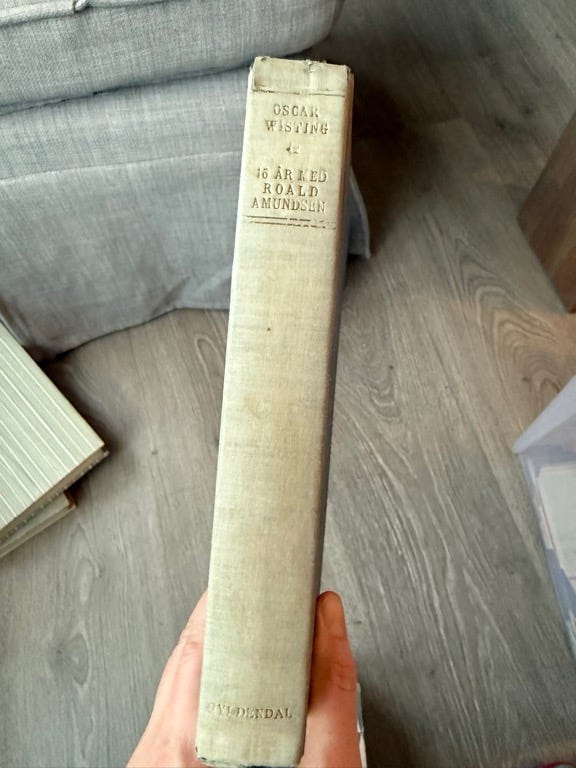 OSCAR
WISTING
16 ÅR MED
ROALD
AMUNDSEN
GYLDENDAL